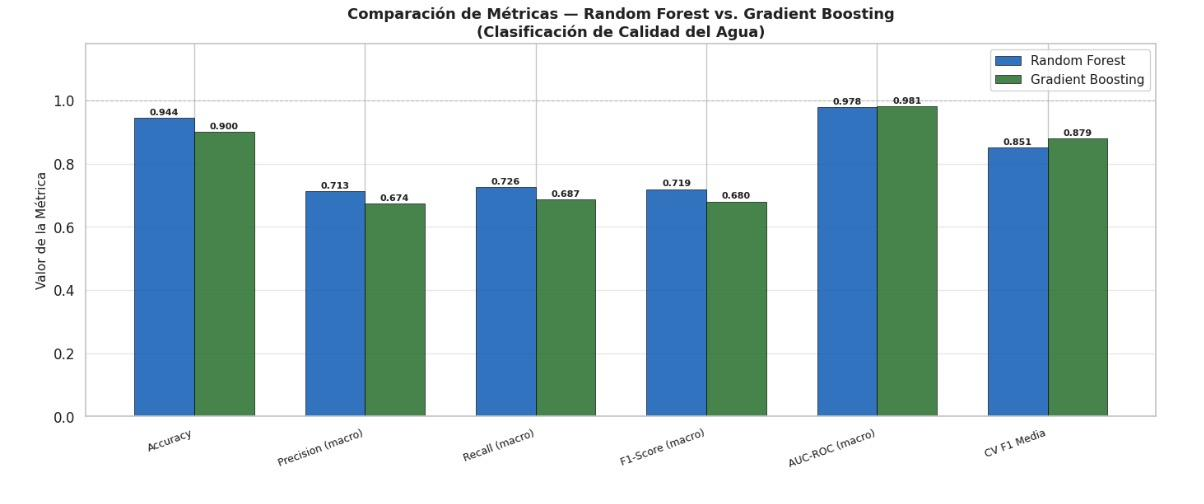 Comparación de Métricas — Random Forest vs. Gradient Boosting
(Clasificación de Calidad del Agua)
Random Forest
Gradient Boosting
Valor de la Métrica
1.0
0.8
0.6
0.4
0.2
0.0
0.944
0.900
0.713
0.674
0.726
0.687
0.719
0.680
0.978
0.981
0.851
0.879
Accuracy
Precision (macro)
Recall (macro)
F1-Score (macro)
AUC-ROC (macro)
CV F1 Media